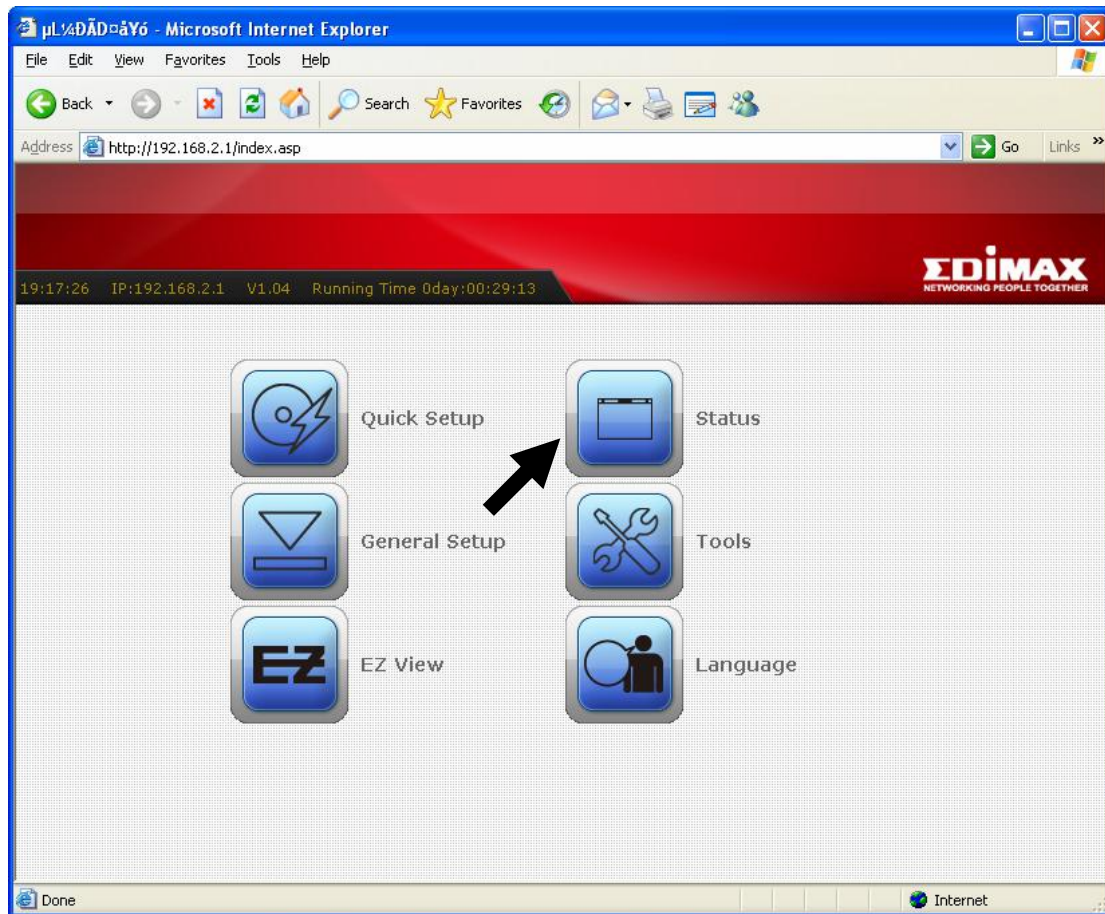 µL¼ÐÃD¤åYó - Microsoft Internet Explorer
File Edit View Favorites Tools Help
Back Search Favorites
Address http://192.168.2.1/index.asp Go Links »
EDIMAX
NETWORKING PEOPLE TOGETHER
19:17:26 IP:192.168.2.1 V1.04 Running Time 0day:00:29:13
Quick Setup
Status
General Setup
Tools
EZ
EZ View
Language
Done
Internet